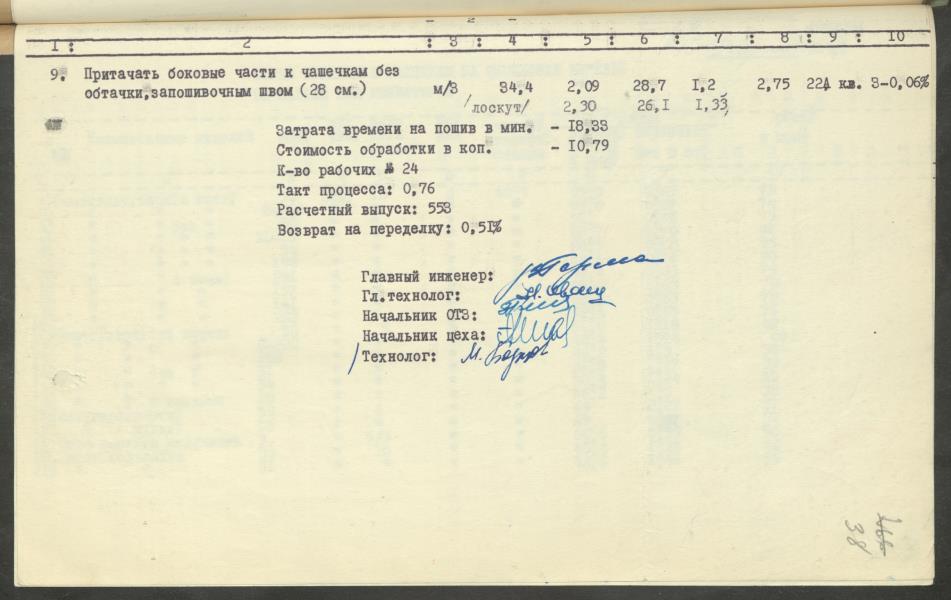 - 2 -
I : 2 : 3 : 4 : 5 : 6 : 7 : 8 : 9 : 10
9. Притачать боковые части к чашечкам без
обтачки, запошивочным швом (28 см.) м/3 34,4 2,09 28,7 I,2 2,75 22А кв. 3-0,06%
/лоскут/ 2,30 26,I I,33
Затрата времени на пошив в мин. - I8,33
Стоимость обработки в коп. - I0,79
К-во рабочих 24
Такт процесса: 0,76
Расчетный выпуск: 553
Возврат на переделку: 0,5I%
Главный инженер:
Гл.технолог:
Начальник ОТЗ:
Начальник цеха:
Технолог:
38